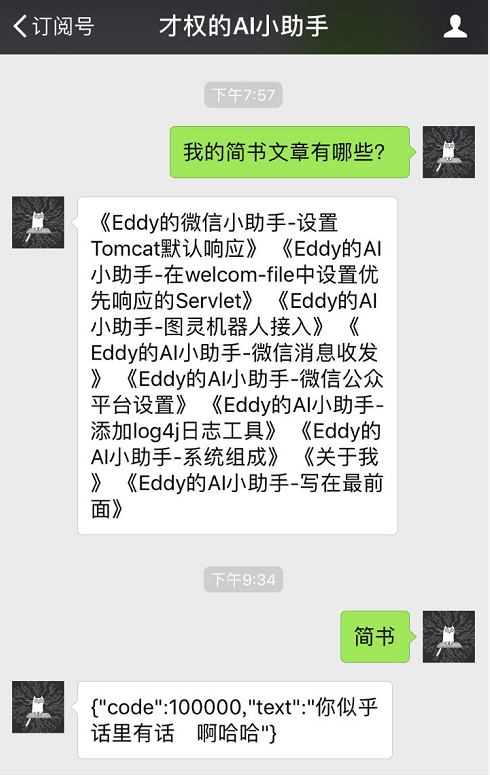 订阅号
才权的AI小助手
下午7:57
我的简书文章有哪些?
《Eddy的微信小助手-设置
Tomcat默认响应》 《Eddy的AI
小助手-在welcom-file中设置优
先响应的Servlet》 《Eddy的AI
小助手-图灵机器人接入》 《
Eddy的AI小助手-微信消息收发
》 《Eddy的AI小助手-微信公众
平台设置》 《Eddy的AI小助手-
添加log4j日志工具》 《Eddy的
AI小助手-系统组成》 《关于我
》 《Eddy的AI小助手-写在最前
面》
下午9:34
简书
{"code":100000,"text":"你似乎
话里有话　啊哈哈"}